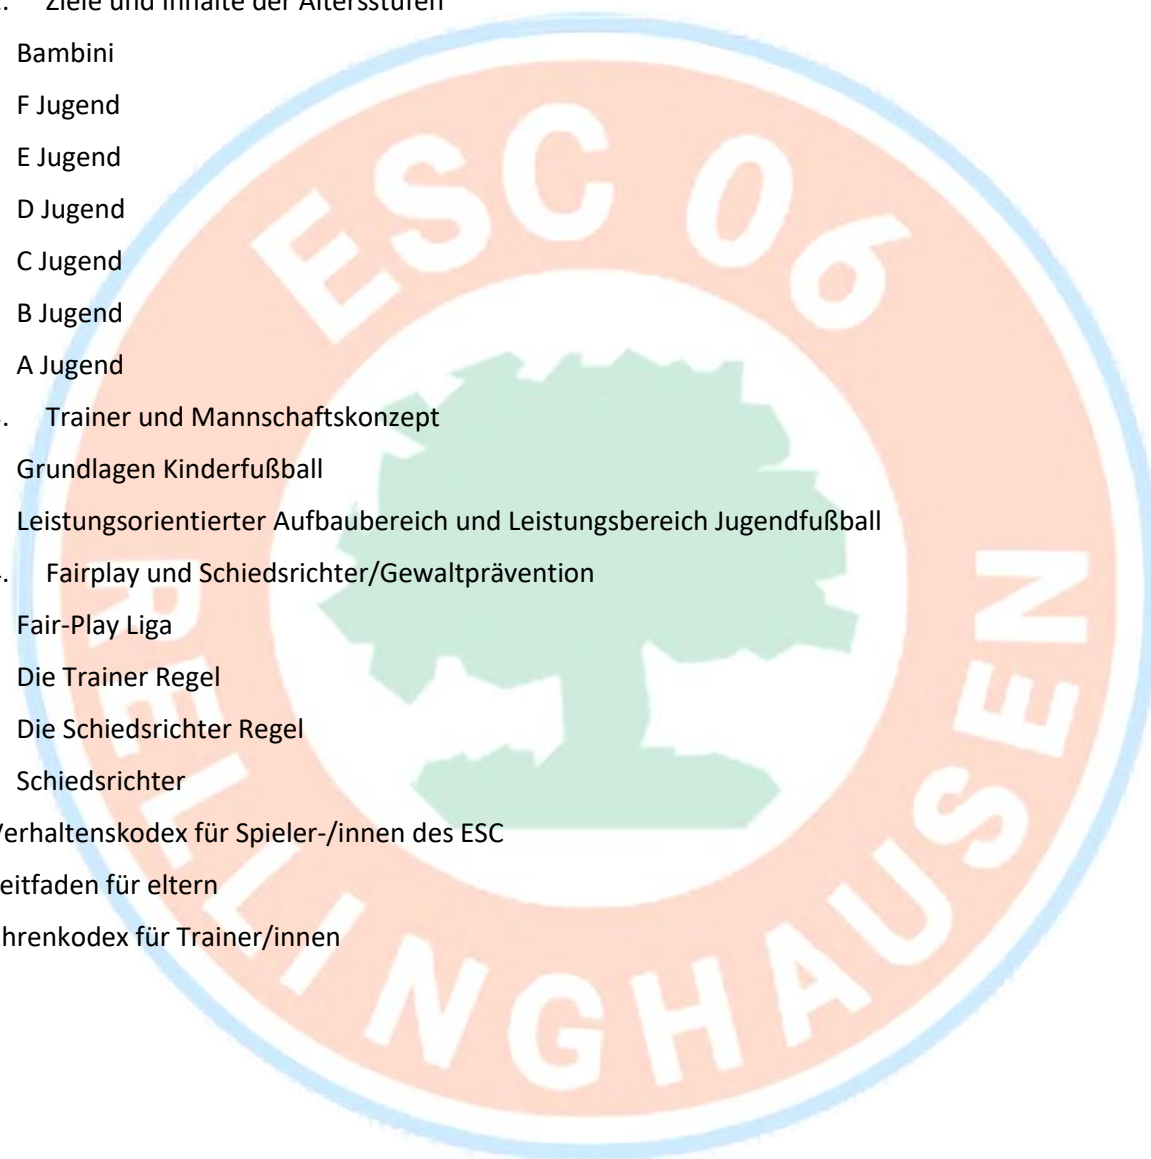 . Ziele und Inhalte der Altersstufen
Bambini
F Jugend
E Jugend
D Jugend
C Jugend
B Jugend
A Jugend
. Trainer und Mannschaftskonzept
Grundlagen Kinderfußball
Leistungsorientierter Aufbaubereich und Leistungsbereich Jugendfußball
. Fairplay und Schiedsrichter/Gewaltprävention
Fair-Play Liga
Die Trainer Regel
Die Schiedsrichter Regel
Schiedsrichter
Verhaltenskodex für Spieler-/innen des ESC
eitfaden für eltern
hrenkodex für Trainer/innen
ESC 06
RELLINGHAUSEN